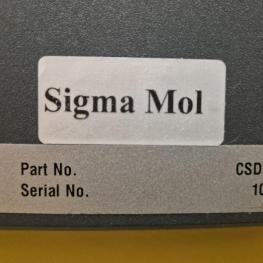 Sigma Mol
Part No. CSD
Serial No. 10